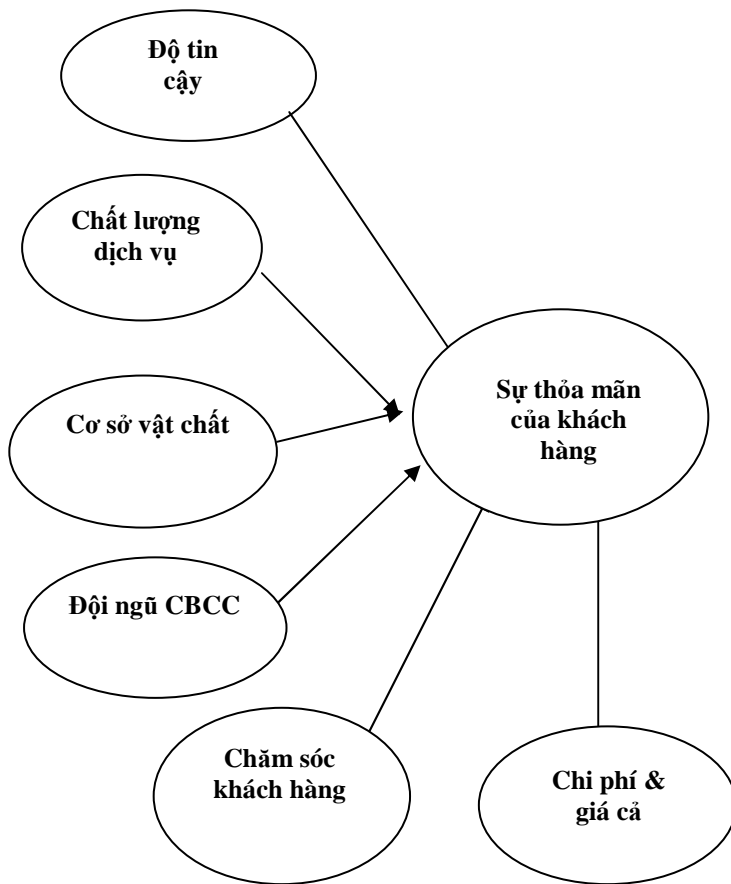 Độ tin
cậy
Chất lượng
dịch vụ
Cơ sở vật chất
Sự thỏa mãn
của khách
hàng
Đội ngũ CBCC
Chăm sóc
khách hàng
Chi phí &
giá cả